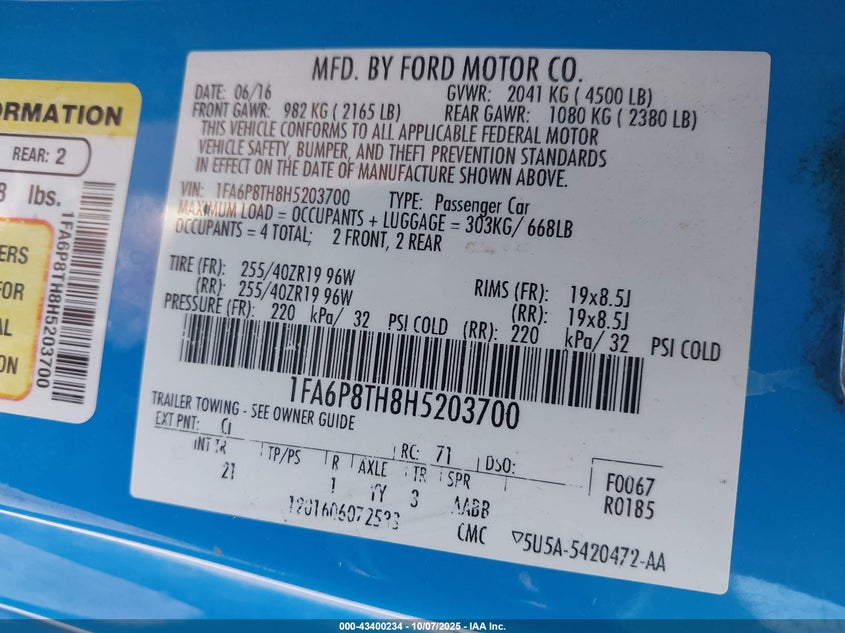 ORMATION
REAR: 2
8 lbs.
1FA6P8TH8H5203700
ERS
FOR
AL
ON
MFD. BY FORD MOTOR CO.
DATE: 06/16 GVWR: 2041 KG ( 4500 LB)
FRONT GAWR: 982 KG ( 2165 LB) REAR GAWR: 1080 KG ( 2380 LB)
THIS VEHICLE CONFORMS TO ALL APPLICABLE FEDERAL MOTOR
VEHICLE SAFETY, BUMPER, AND THEFT PREVENTION STANDARDS
IN EFFECT ON THE DATE OF MANUFACTURE SHOWN ABOVE.
VIN: 1FA6P8TH8H5203700 TYPE: Passenger Car
MAXIMUM LOAD = OCCUPANTS + LUGGAGE = 303KG/ 668LB
OCCUPANTS = 4 TOTAL; 2 FRONT, 2 REAR
TIRE (FR): 255/40ZR19 96W RIMS (FR): 19x8.5J
(RR): 255/40ZR19 96W (RR): 19x8.5J
PRESSURE (FR): 220 kPa/ 32 PSI COLD (RR): 220 kPa/ 32 PSI COLD
1FA6P8TH8H5203700
TRAILER TOWING - SEE OWNER GUIDE
EXT PNT: CI RC: 71 DSO:
INT TR TP/PS R AXLE TR SPR
21 1 YY 3 AABB
F0067
R0185
1201606072533 CMC
▽5U5A-5420472-AA
000-43400234 - 10/07/2025 - IAA Inc.